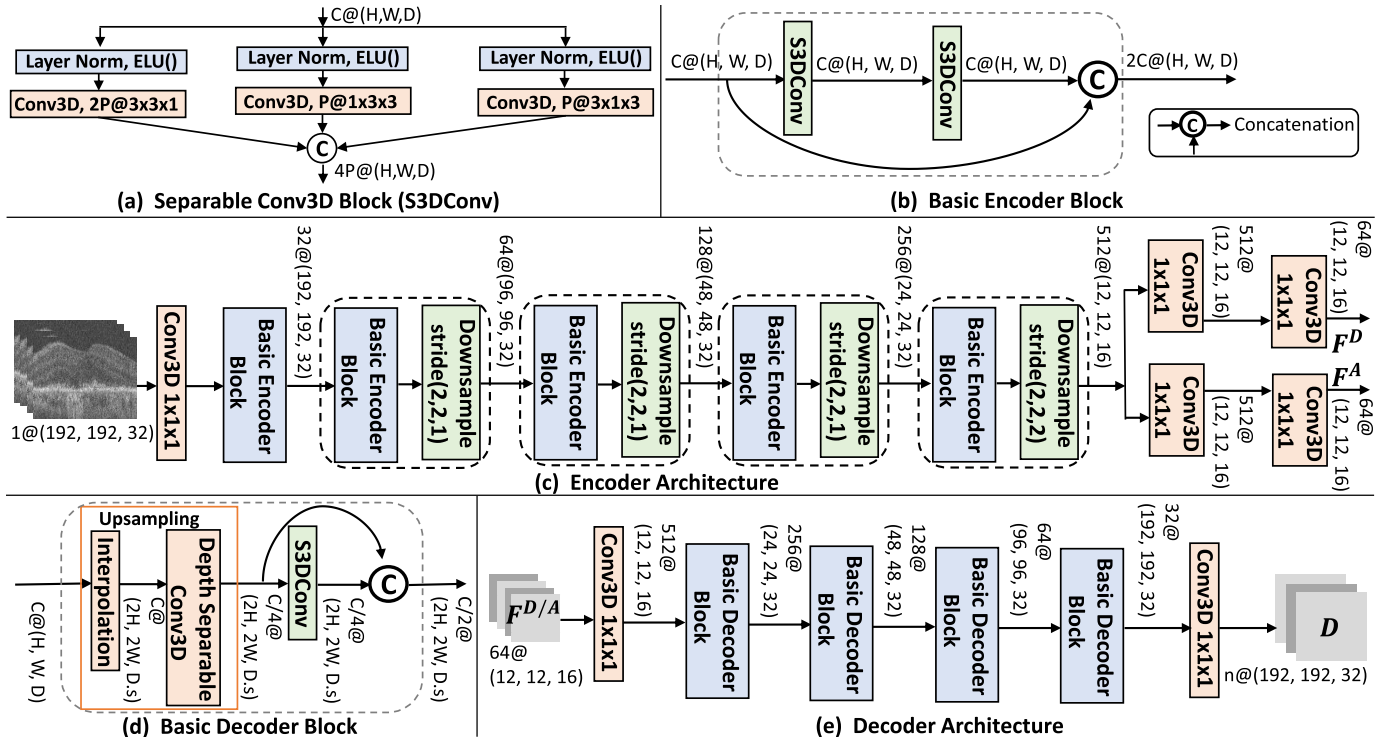 C@(H,W,D)
Layer Norm, ELU()
Layer Norm, ELU()
Layer Norm, ELU()
Conv3D, 2P@3x3x1
Conv3D, P@1x3x3
Conv3D, P@3x1x3
C
4P@(H,W,D)
(a) Separable Conv3D Block (S3DConv)
C@(H, W, D)
S3DConv
C@(H, W, D)
S3DConv
C@(H, W, D)
C
2C@(H, W, D)
C
Concatenation
(b) Basic Encoder Block
1@(192, 192, 32)
Conv3D 1x1x1
Basic Encoder
Block
32@(192, 192, 32)
Basic Encoder
Block
Downsample
stride(2,2,1)
64@(96, 96, 32)
Basic Encoder
Block
Downsample
stride(2,2,1)
128@(48, 48, 32)
Basic Encoder
Block
Downsample
stride(2,2,1)
256@(24, 24, 32)
Basic Encoder
Block
Downsample
stride(2,2,2)
512@(12, 12, 16)
Conv3D
1x1x1
512@
(12, 12, 16)
Conv3D
1x1x1
64@
(12, 12, 16)
F^D
Conv3D
1x1x1
512@
(12, 12, 16)
Conv3D
1x1x1
F^A
64@
(12, 12, 16)
(c) Encoder Architecture
C@(H, W, D)
Upsampling
Interpolation
C@
(2H, 2W, D.s)
Depth Separable
Conv3D
C/4@
(2H, 2W, D.s)
S3DConv
C/4@
(2H, 2W, D.s)
C
C/2@
(2H, 2W, D.s)
(d) Basic Decoder Block
F^{D/A}
64@
(12, 12, 16)
Conv3D 1x1x1
512@
(12, 12, 16)
Basic Decoder
Block
256@
(24, 24, 32)
Basic Decoder
Block
128@
(48, 48, 32)
Basic Decoder
Block
64@
(96, 96, 32)
Basic Decoder
Block
32@
(192, 192, 32)
Conv3D 1x1x1
D
n@(192, 192, 32)
(e) Decoder Architecture